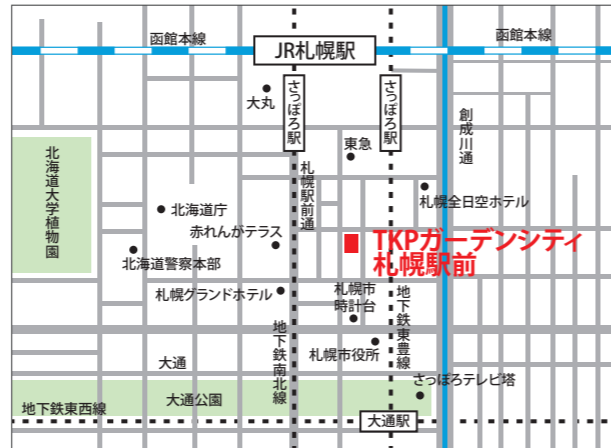 函館本線
函館本線
JR札幌駅
さっぽろ駅
さっぽろ駅
大丸
創成川通
東急
北海道大学植物園
札幌駅前通
札幌全日空ホテル
北海道庁
赤れんがテラス
TKPガーデンシティ
札幌駅前
北海道警察本部
札幌グランドホテル
札幌市
時計台
地下鉄東豊線
地下鉄南北線
札幌市役所
大通
さっぽろテレビ塔
大通公園
地下鉄東西線
大通駅